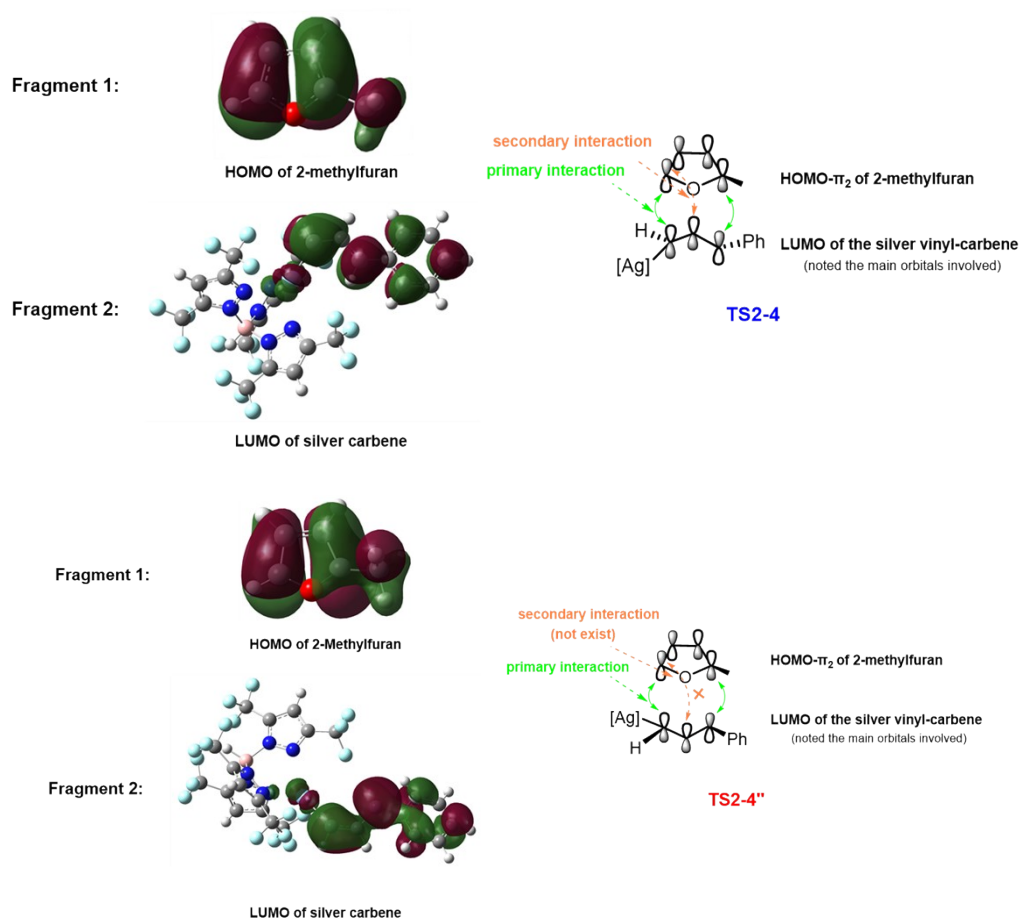 Fragment 1:
HOMO of 2-methylfuran
Fragment 2:
LUMO of silver carbene
secondary interaction
primary interaction
O
H
Ph
[Ag]
HOMO-π₂ of 2-methylfuran
LUMO of the silver vinyl-carbene
(noted the main orbitals involved)
TS2-4
Fragment 1:
HOMO of 2-Methylfuran
Fragment 2:
LUMO of silver carbene
secondary interaction
(not exist)
primary interaction
O
[Ag]
H
Ph
HOMO-π₂ of 2-methylfuran
LUMO of the silver vinyl-carbene
(noted the main orbitals involved)
TS2-4"